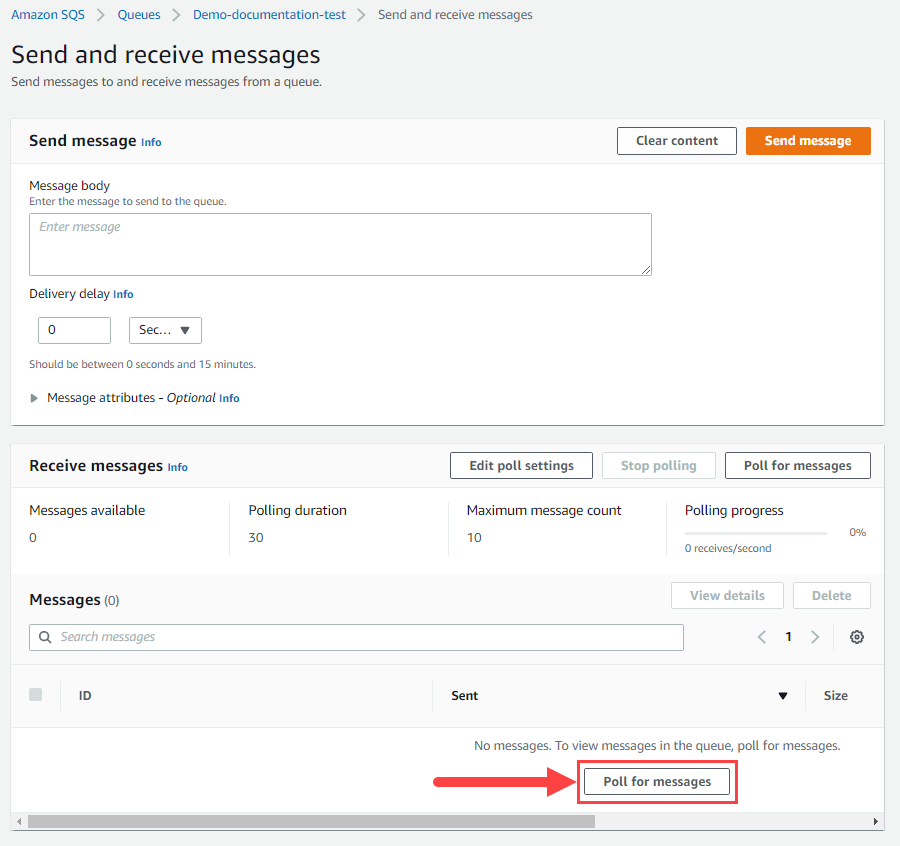 Amazon SQS > Queues > Demo-documentation-test > Send and receive messages
Send and receive messages
Send messages to and receive messages from a queue.
Send message Info Clear content Send message
Message body
Enter the message to send to the queue.
Enter message
Delivery delay Info
0 Sec...
Should be between 0 seconds and 15 minutes.
Message attributes - Optional Info
Receive messages Info Edit poll settings Stop polling Poll for messages
Messages available Polling duration Maximum message count Polling progress
0 30 10 0%
0 receives/second
Messages (0) View details Delete
Search messages 1
ID Sent Size
No messages. To view messages in the queue, poll for messages.
Poll for messages